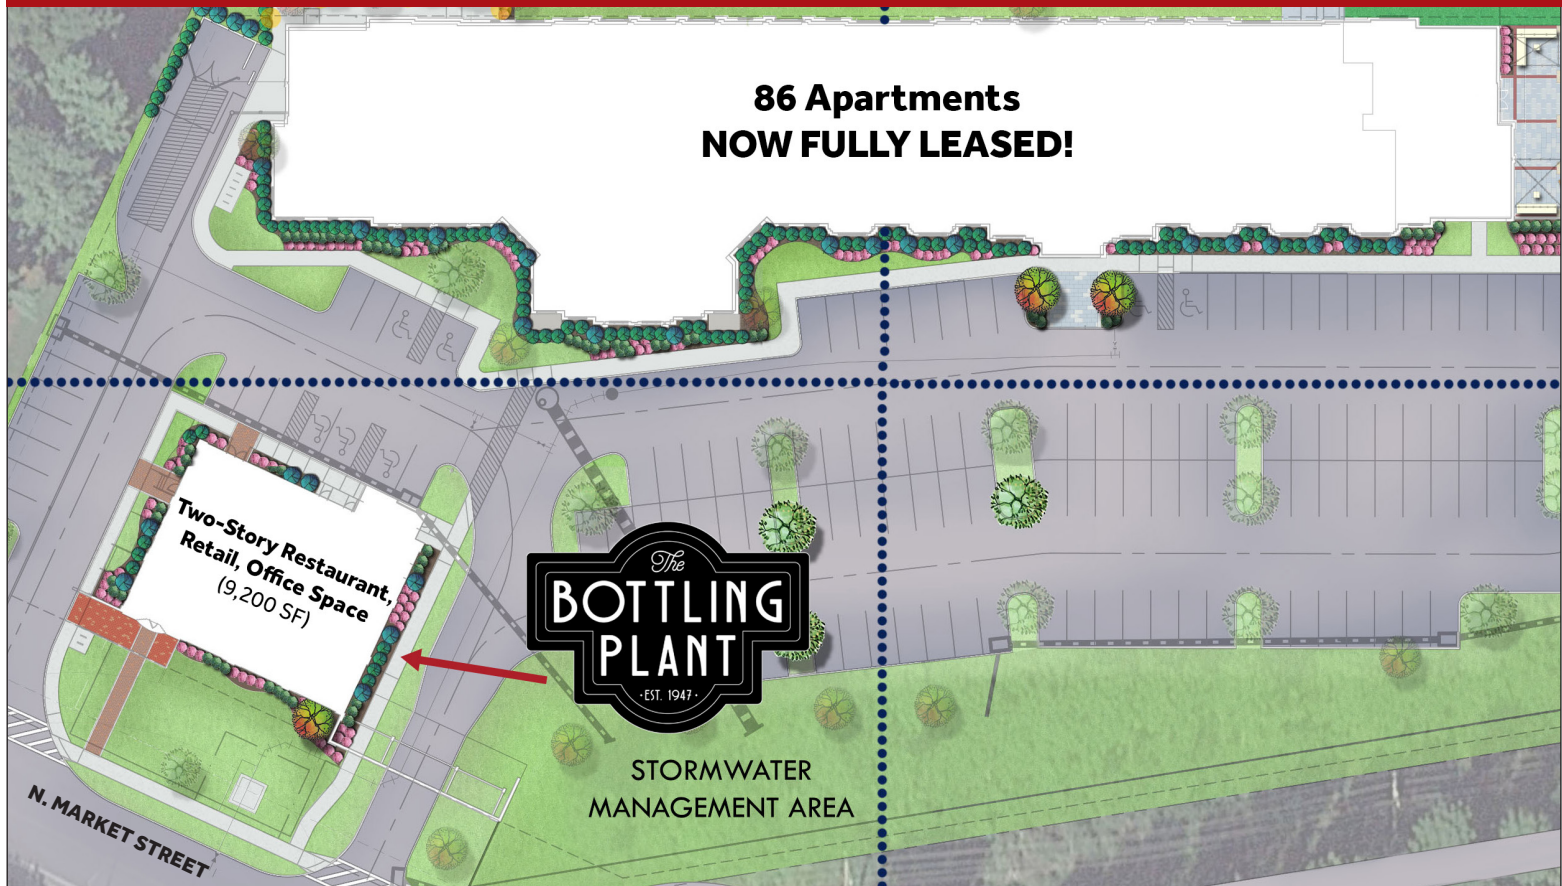 86 Apartments
NOW FULLY LEASED!
Two-Story Restaurant,
Retail, Office Space
(9,200 SF)
The
BOTTLING
PLANT
· EST. 1947 ·
STORMWATER
MANAGEMENT AREA
N. MARKET STREET